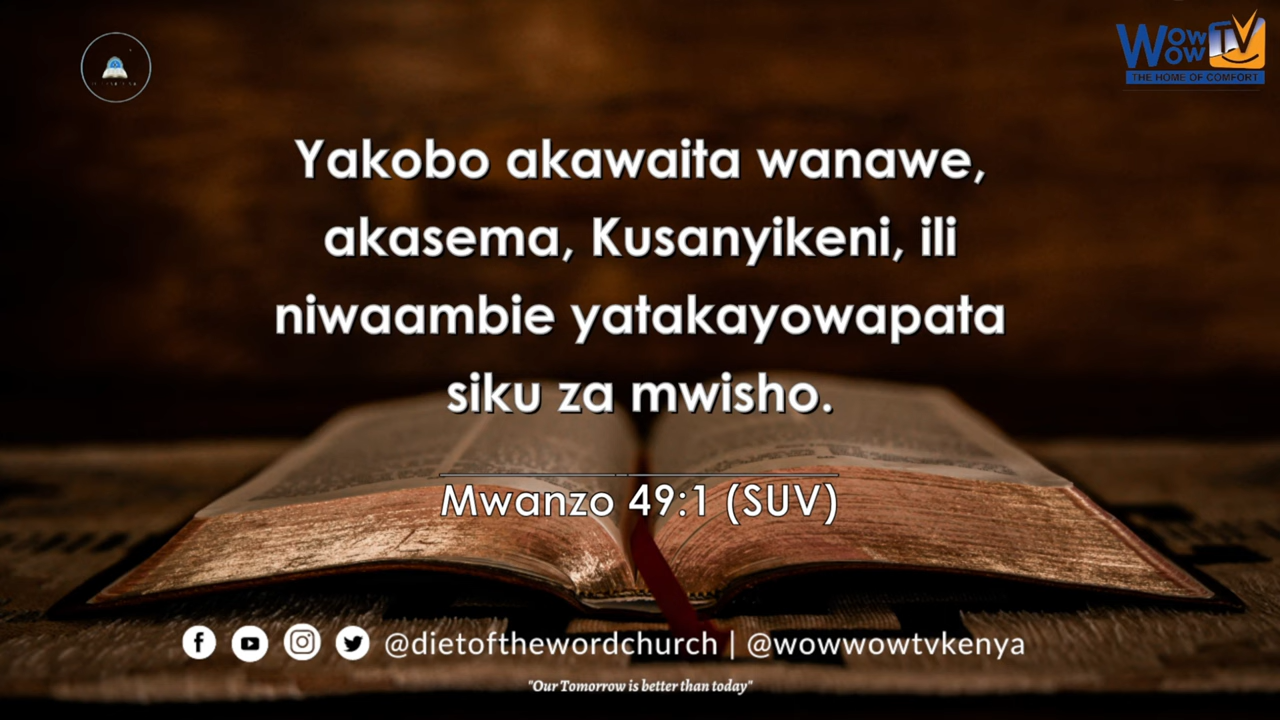 WOW WOW TV
THE HOME OF COMFORT
Yakobo akawaita wanawe,
akasema, Kusanyikeni, ili
niwaambie yatakayowapata
siku za mwisho.
Mwanzo 49:1 (SUV)
@dietofthewordchurch | @wowwowtvkenya
"Our Tomorrow is better than today"